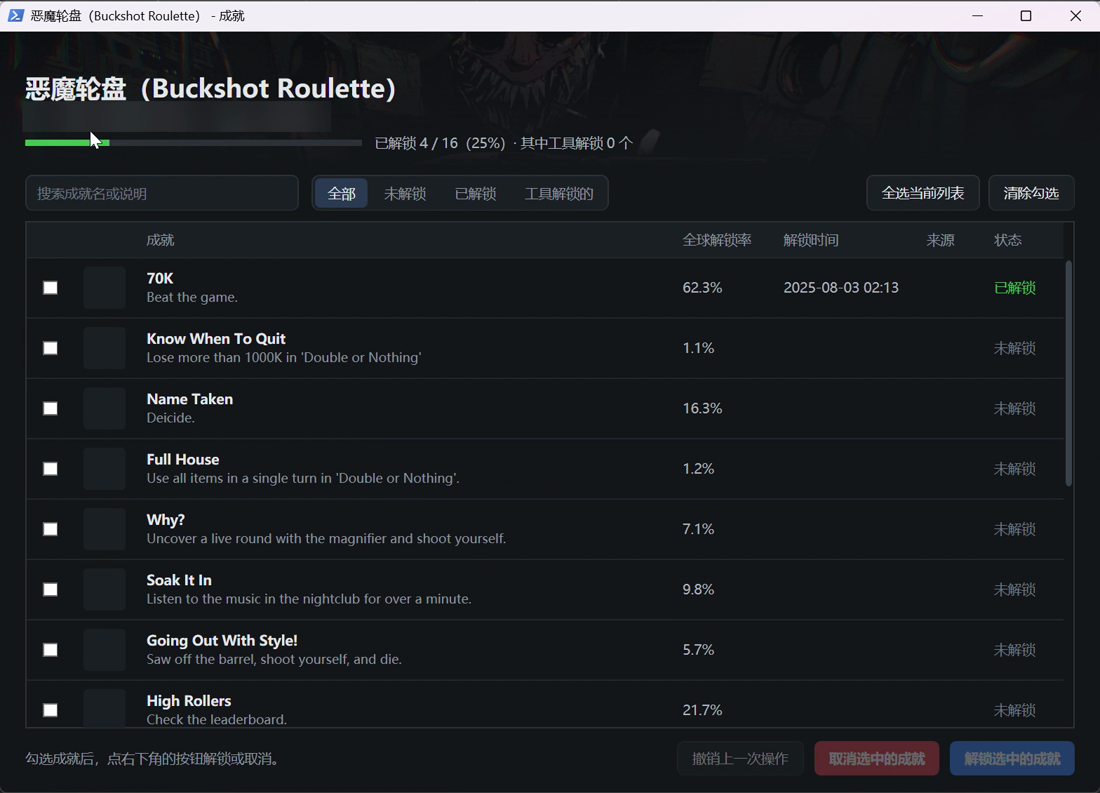 恶魔轮盘（Buckshot Roulette） - 成就
恶魔轮盘（Buckshot Roulette）
已解锁 4 / 16（25%）· 其中工具解锁 0 个
搜索成就名或说明
全部 未解锁 已解锁 工具解锁的 全选当前列表 清除勾选
成就 全球解锁率 解锁时间 来源 状态
70K
Beat the game.
62.3% 2025-08-03 02:13 已解锁
Know When To Quit
Lose more than 1000K in 'Double or Nothing'
1.1% 未解锁
Name Taken
Deicide.
16.3% 未解锁
Full House
Use all items in a single turn in 'Double or Nothing'.
1.2% 未解锁
Why?
Uncover a live round with the magnifier and shoot yourself.
7.1% 未解锁
Soak It In
Listen to the music in the nightclub for over a minute.
9.8% 未解锁
Going Out With Style!
Saw off the barrel, shoot yourself, and die.
5.7% 未解锁
High Rollers
Check the leaderboard.
21.7% 未解锁
勾选成就后，点右下角的按钮解锁或取消。 撤销上一次操作 取消选中的成就 解锁选中的成就